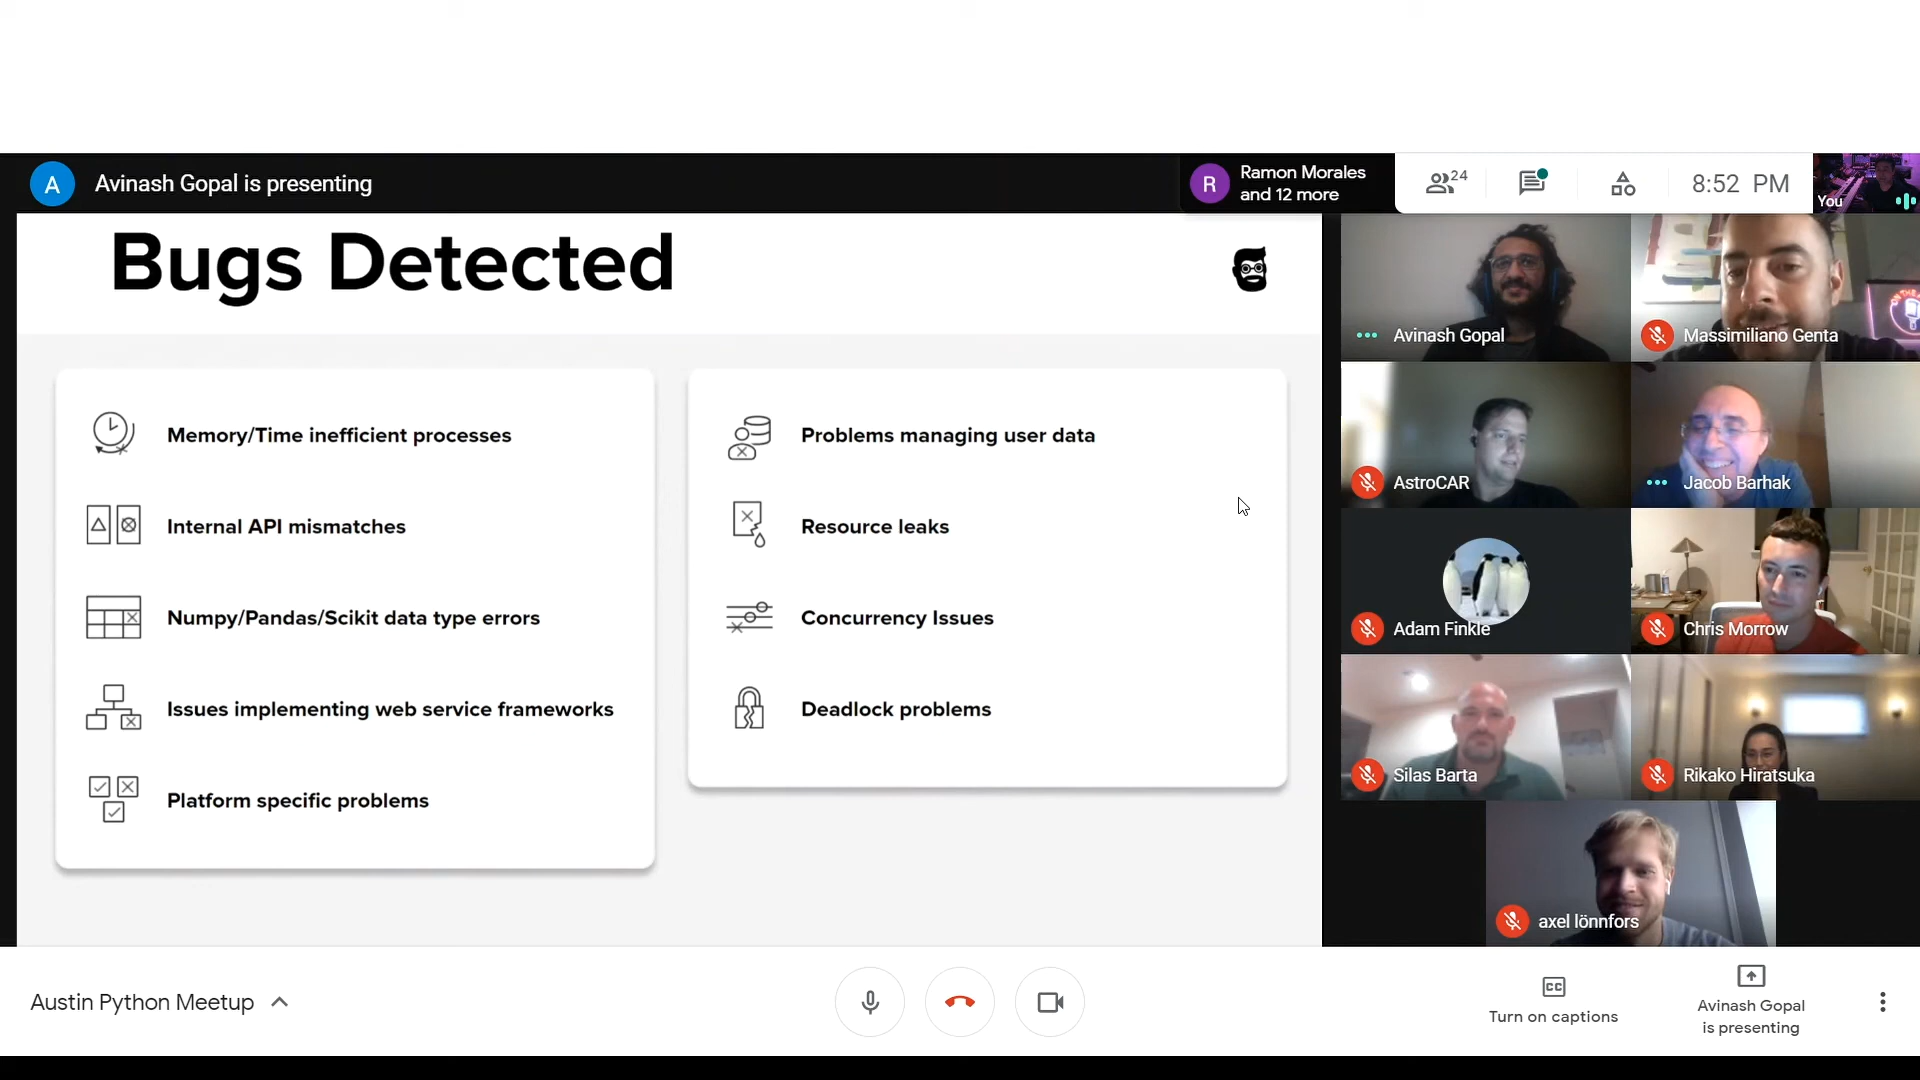 A
Avinash Gopal is presenting
R
Ramon Morales
and 12 more
24
8:52 PM
You
Bugs Detected
Memory/Time inefficient processes
Internal API mismatches
Numpy/Pandas/Scikit data type errors
Issues implementing web service frameworks
Platform specific problems
Problems managing user data
Resource leaks
Concurrency Issues
Deadlock problems
Avinash Gopal
Massimiliano Genta
AstroCAR
Jacob Barhak
Adam Finkle
Chris Morrow
Silas Barta
Rikako Hiratsuka
axel lönnfors
Austin Python Meetup
CC
Turn on captions
Avinash Gopal
is presenting